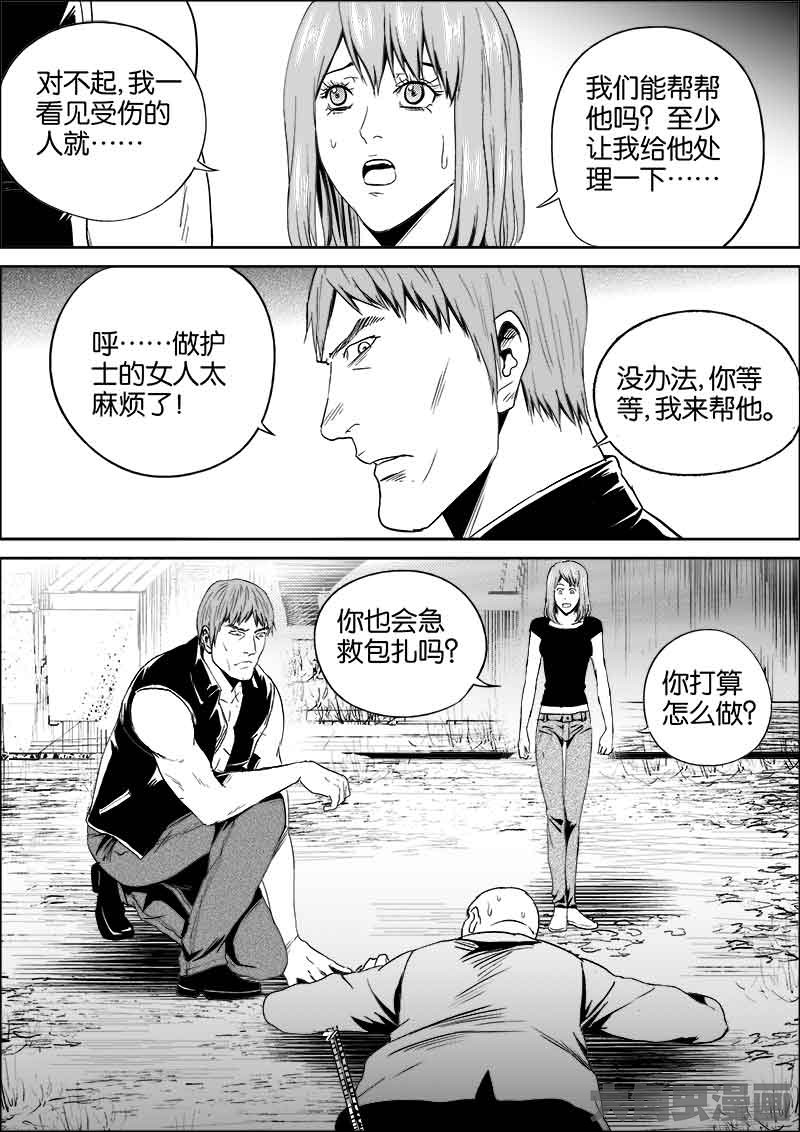 对不起,我一
看见受伤的
人就……
我们能帮帮
他吗？至少
让我给他处
理一下……
呼……做护
士的女人太
麻烦了！
没办法,你等
等,我来帮他。
你也会急
救包扎吗？
你打算
怎么做？
漫画